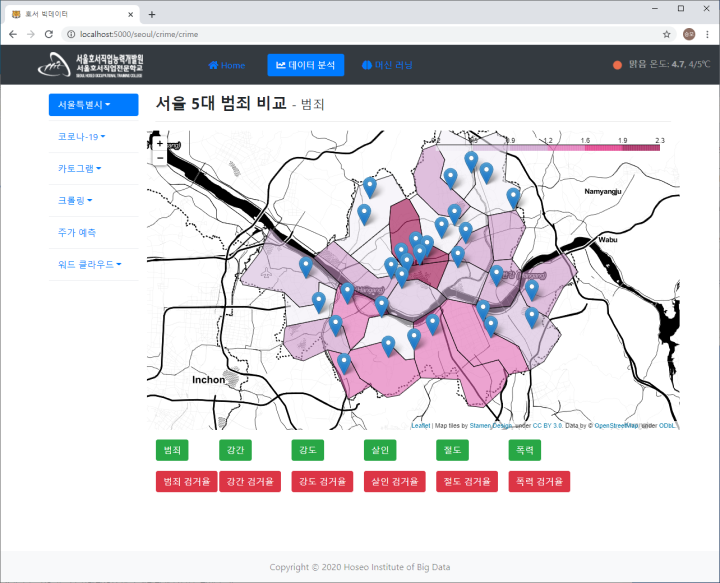 호서 빅데이터
localhost:5000/seoul/crime/crime
서울호서직업능력개발원
서울호서직업전문학교
SEOUL HOSEO OCCUPATIONAL TRAINING COLLEGE
Home
데이터 분석
머신 러닝
맑음 온도: 4.7, 4/5℃
서울특별시
코로나-19
카토그램
크롤링
주가 예측
워드 클라우드
서울 5대 범죄 비교 - 범죄
+
−
0.9 1.2 1.6 1.9 2.3
Namyangju
Wabu
Inchon
Leaflet | Map tiles by Stamen Design, under CC BY 3.0. Data by © OpenStreetMap, under ODbL.
범죄 강간 강도 살인 절도 폭력
범죄 검거율 강간 검거율 강도 검거율 살인 검거율 절도 검거율 폭력 검거율
Copyright © 2020 Hoseo Institute of Big Data